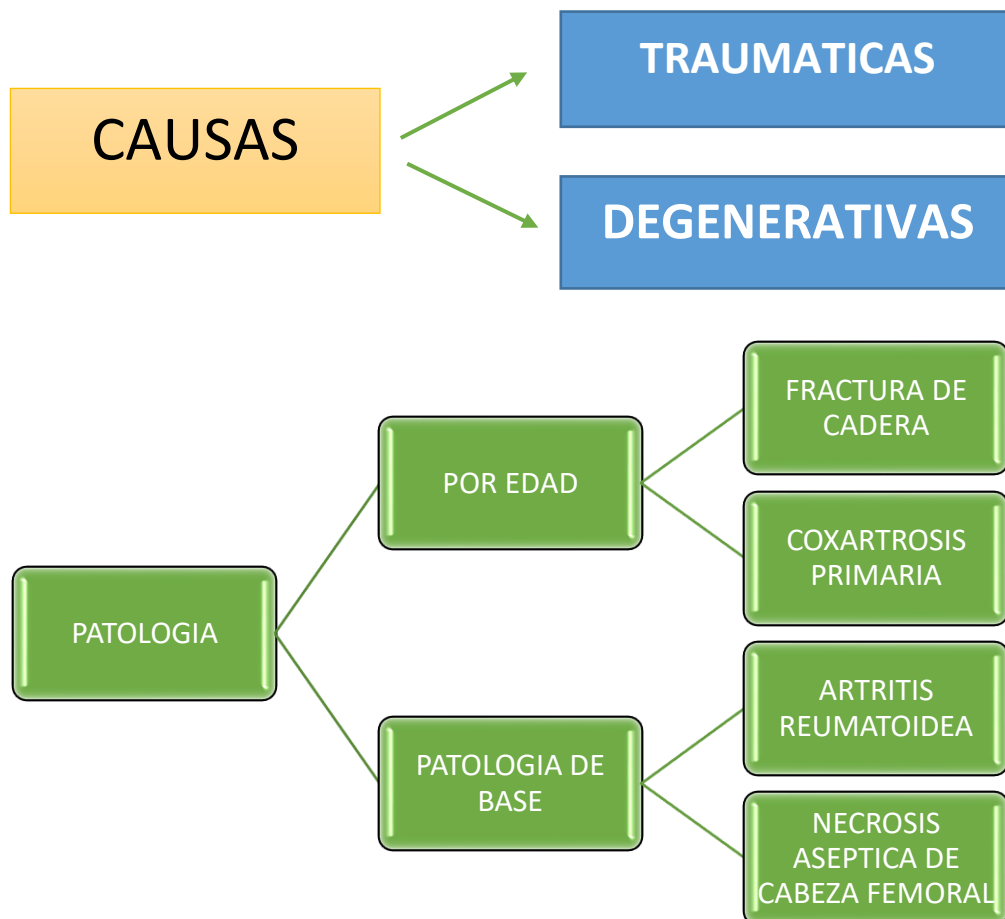 CAUSAS
TRAUMATICAS
DEGENERATIVAS
PATOLOGIA
POR EDAD
FRACTURA DE
CADERA
COXARTROSIS
PRIMARIA
PATOLOGIA DE
BASE
ARTRITIS
REUMATOIDEA
NECROSIS
ASEPTICA DE
CABEZA FEMORAL